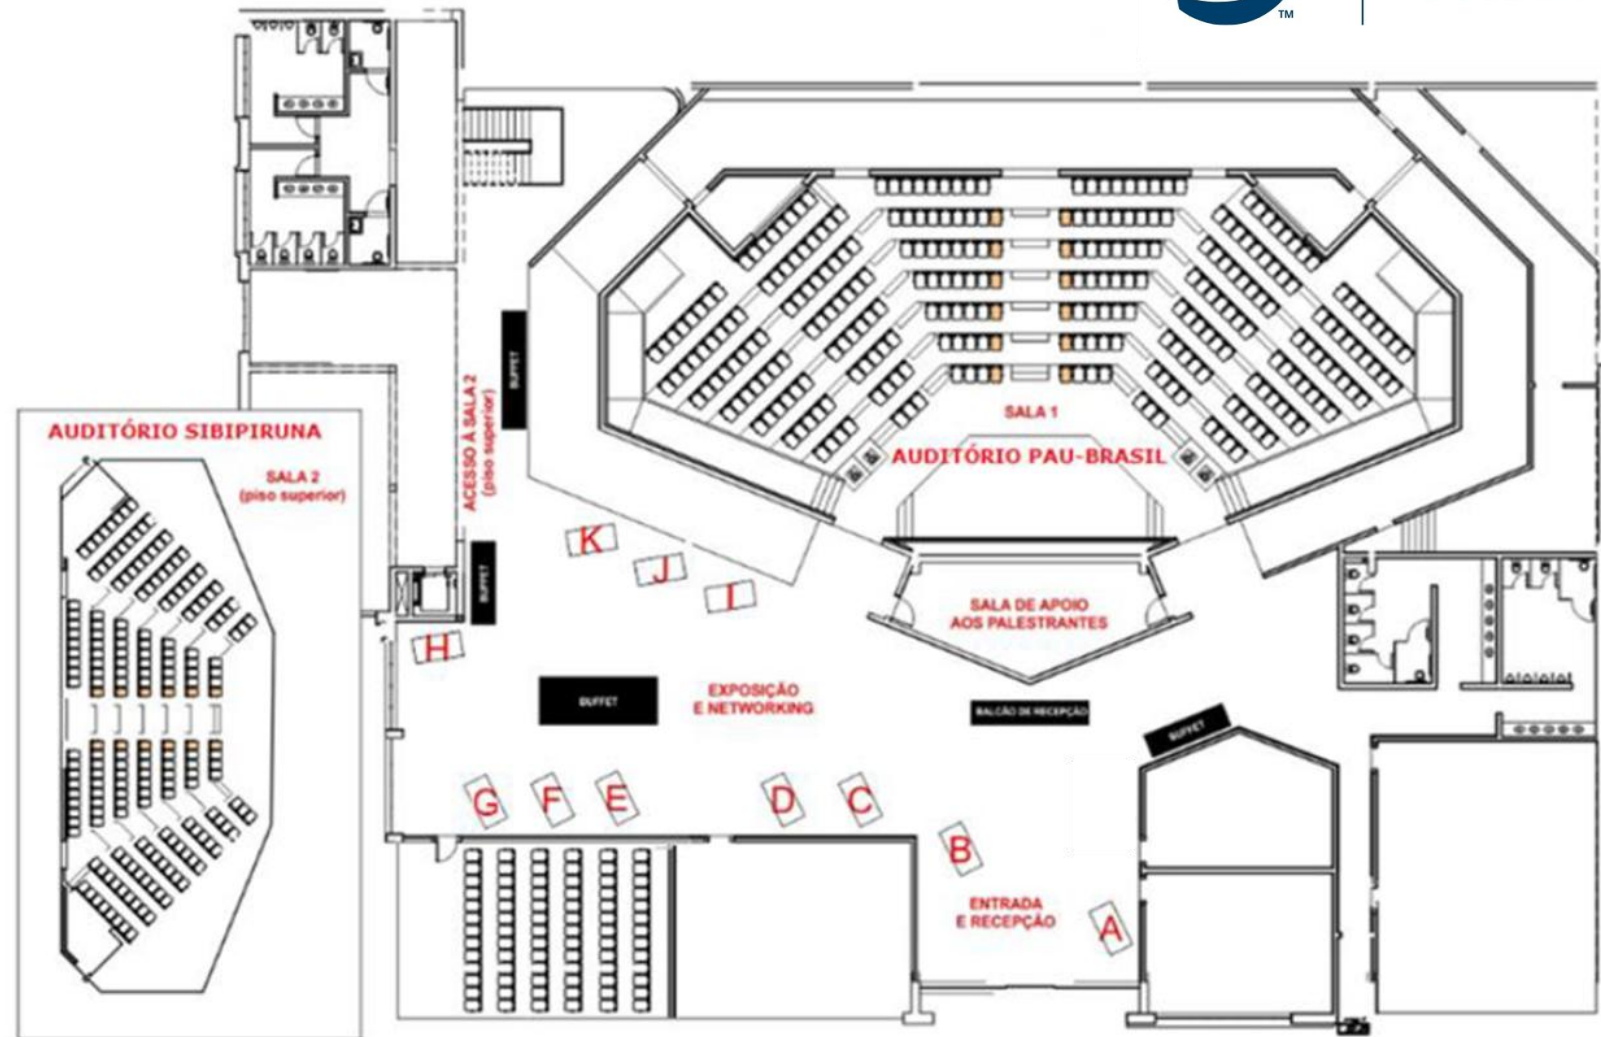 TM
BUFFET
ACESSO À SALA 2
(piso superior)
SALA 1
AUDITÓRIO PAU-BRASIL
AUDITÓRIO SIBIPIRUNA
SALA 2
(piso superior)
K
J
I
BUFFET
SALA DE APOIO
AOS PALESTRANTES
H
BUFFET
EXPOSIÇÃO
E NETWORKING
BALCÃO DE RECEPÇÃO
BUFFET
G
F
E
D
C
B
ENTRADA
E RECEPÇÃO
A